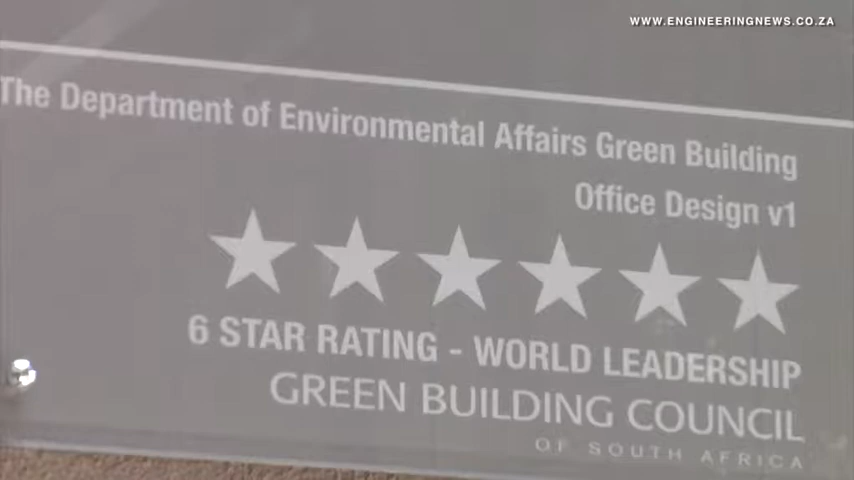 WWW.ENGINEERINGNEWS.CO.ZA
The Department of Environmental Affairs Green Building
Office Design v1
6 STAR RATING - WORLD LEADERSHIP
GREEN BUILDING COUNCIL
OF SOUTH AFRICA